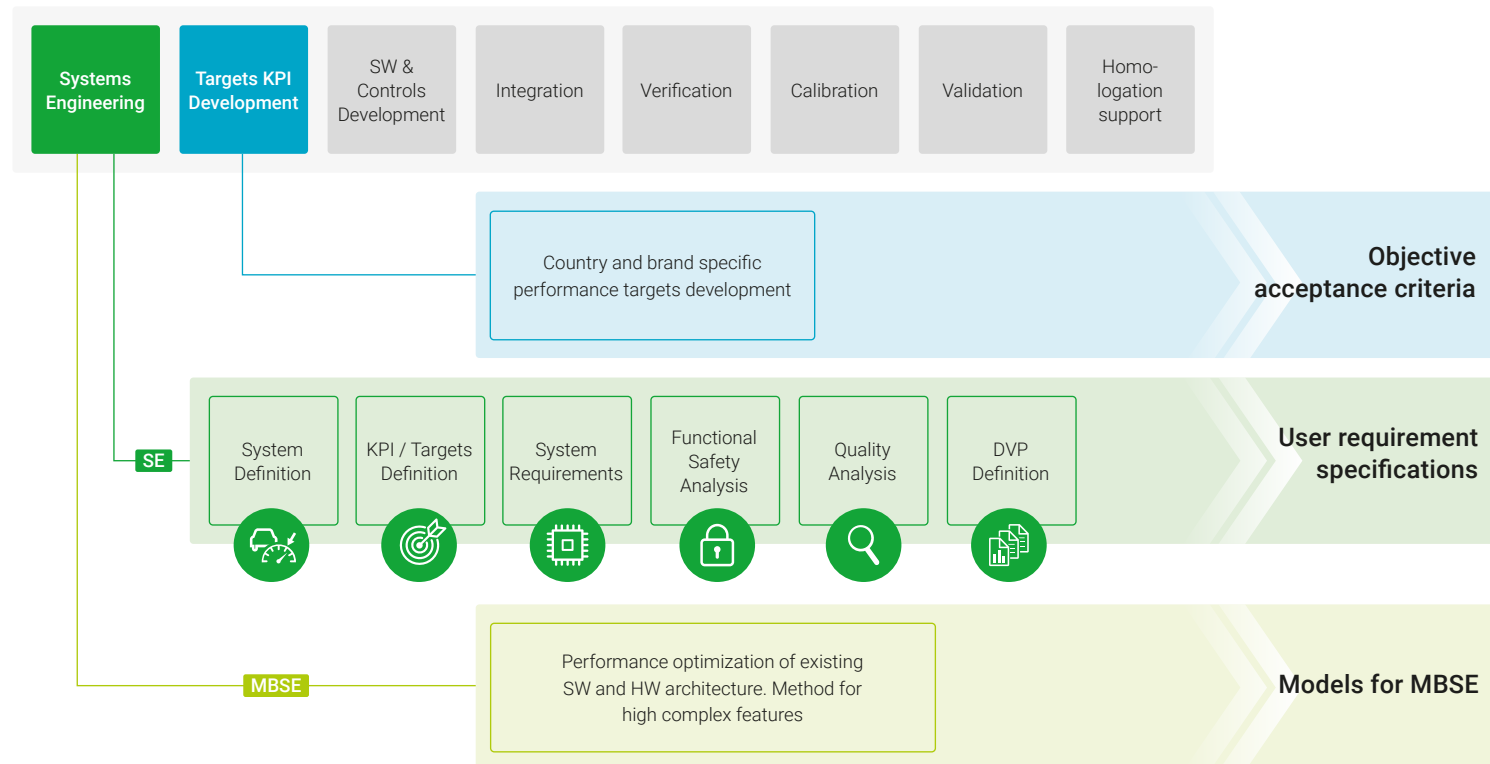 Systems
Engineering
Targets KPI
Development
SW &
Controls
Development
Integration
Verification
Calibration
Validation
Homo-
logation
support
Country and brand specific
performance targets development
Objective
acceptance criteria
SE
System
Definition
KPI / Targets
Definition
System
Requirements
Functional
Safety
Analysis
Quality
Analysis
DVP
Definition
User requirement
specifications
MBSE
Performance optimization of existing
SW and HW architecture. Method for
high complex features
Models for MBSE